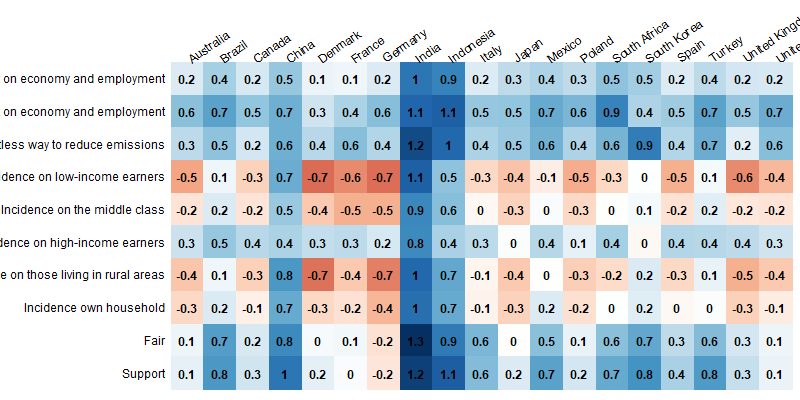 Australia Brazil Canada China Denmark France Germany India Indonesia Italy Japan Mexico Poland South Africa South Korea Spain Turkey United Kingd Unite
t on economy and employment 0.2 0.4 0.2 0.5 0.1 0.1 0.2 1 0.9 0.2 0.3 0.4 0.3 0.5 0.5 0.2 0.4 0.2 0.2
t on economy and employment 0.6 0.7 0.5 0.7 0.3 0.4 0.6 1.1 1.1 0.5 0.5 0.7 0.6 0.9 0.4 0.5 0.7 0.5 0.7
tless way to reduce emissions 0.3 0.5 0.2 0.6 0.4 0.6 0.4 1.2 1 0.4 0.5 0.6 0.4 0.6 0.9 0.4 0.7 0.2 0.6
idence on low-income earners -0.5 0.1 -0.3 0.7 -0.7 -0.6 -0.7 1.1 0.5 -0.3 -0.4 -0.1 -0.5 -0.3 0 -0.5 0.1 -0.6 -0.4
Incidence on the middle class -0.2 0.2 -0.2 0.5 -0.4 -0.5 -0.5 0.9 0.6 0 -0.3 0 -0.3 0 0.1 -0.2 0.2 -0.2 -0.2
dence on high-income earners 0.3 0.5 0.4 0.4 0.3 0.3 0.2 0.8 0.4 0.3 0 0.4 0.1 0.4 0 0.4 0.4 0.4 0.3
e on those living in rural areas -0.4 0.1 -0.3 0.8 -0.7 -0.4 -0.7 1 0.7 -0.1 -0.4 0 -0.3 -0.2 0.2 -0.3 0.1 -0.5 -0.4
Incidence own household -0.3 0.2 -0.1 0.7 -0.3 -0.2 -0.4 1 0.7 -0.1 -0.3 0.2 -0.2 0 0.2 0 0 -0.3 -0.1
Fair 0.1 0.7 0.2 0.8 0 0.1 -0.2 1.3 0.9 0.6 0 0.5 0.1 0.6 0.7 0.3 0.6 0.3 0.1
Support 0.1 0.8 0.3 1 0.2 0 -0.2 1.2 1.1 0.6 0.2 0.7 0.2 0.7 0.8 0.4 0.8 0.3 0.1